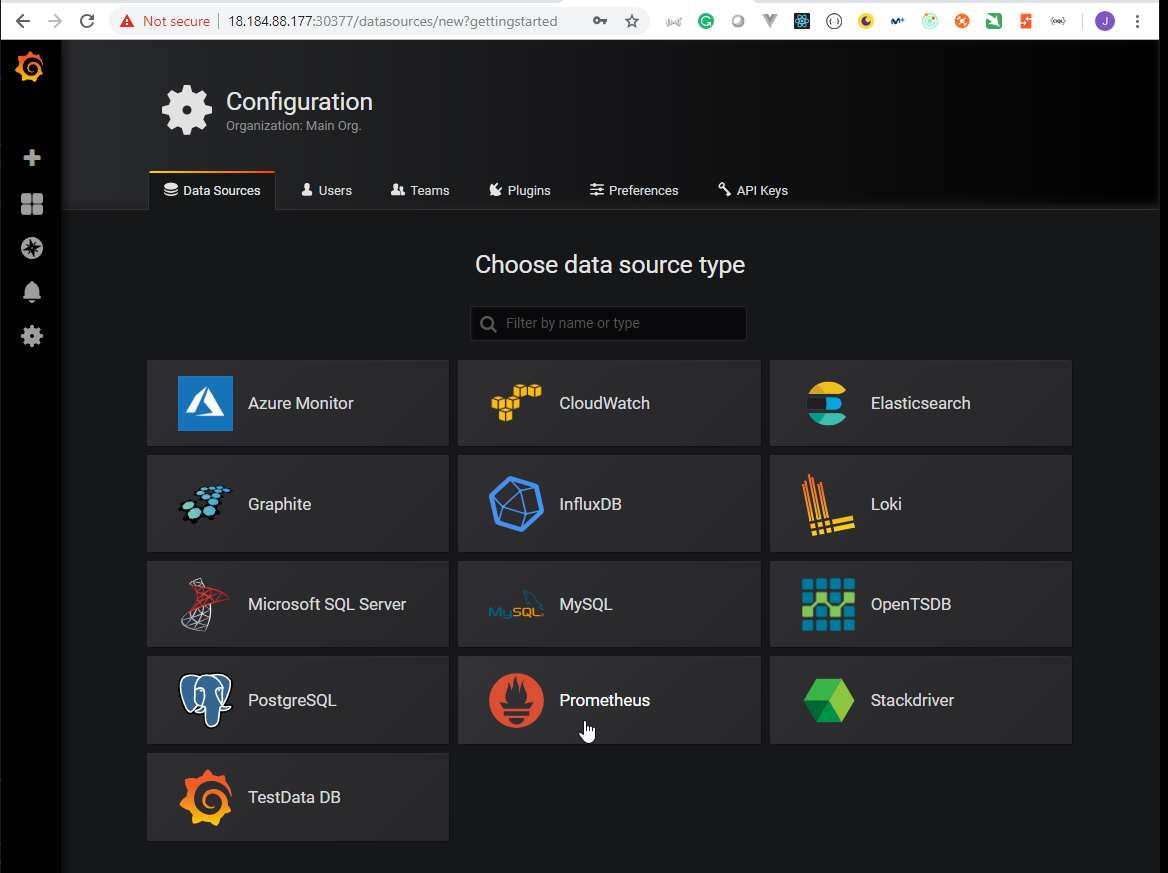 Not secure 18.184.88.177:30377/datasources/new?gettingstarted
J
Configuration
Organization: Main Org.
Data Sources Users Teams Plugins Preferences API Keys
Choose data source type
Filter by name or type
Azure Monitor CloudWatch Elasticsearch
Graphite InfluxDB Loki
Microsoft SQL Server MySQL MySQL OpenTSDB
PostgreSQL Prometheus Stackdriver
TestData DB